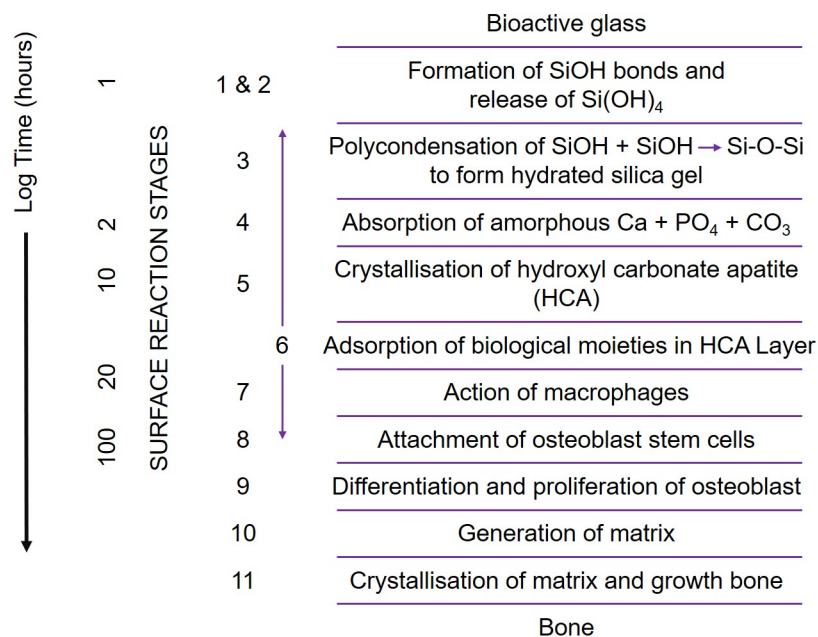 Bioactive glass
Log Time (hours)
1
1 & 2
Formation of SiOH bonds and
release of Si(OH)₄
SURFACE REACTION STAGES
3
Polycondensation of SiOH + SiOH → Si-O-Si
to form hydrated silica gel
2
4
Absorption of amorphous Ca + PO₄ + CO₃
10
5
Crystallisation of hydroxyl carbonate apatite
(HCA)
6
Adsorption of biological moieties in HCA Layer
20
7
Action of macrophages
100
8
Attachment of osteoblast stem cells
9
Differentiation and proliferation of osteoblast
10
Generation of matrix
11
Crystallisation of matrix and growth bone
Bone